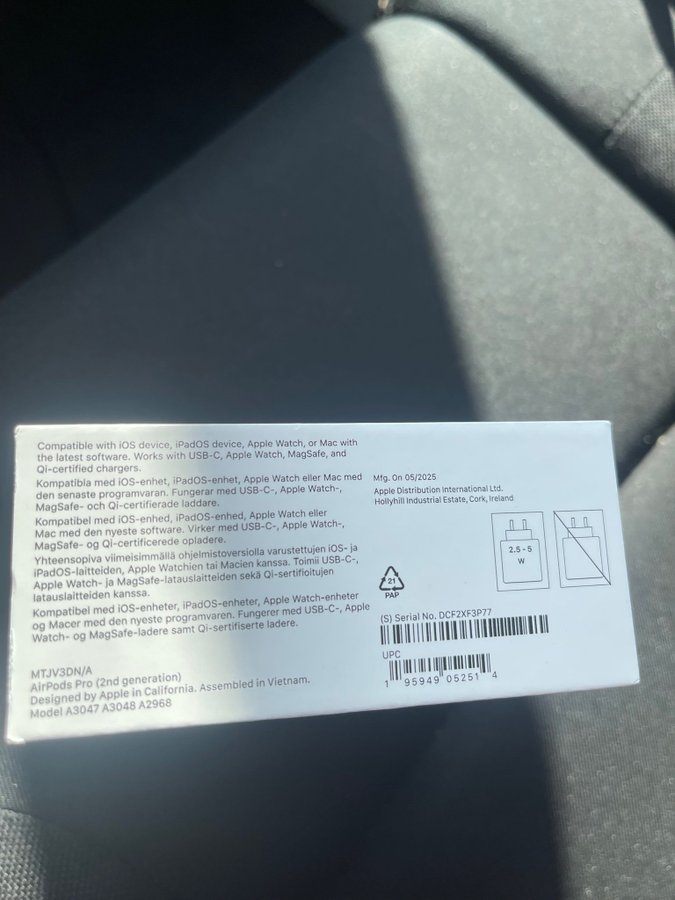 Compatible with iOS device, iPadOS device, Apple Watch, or Mac with
the latest software. Works with USB-C, Apple Watch, MagSafe, and
Qi-certified chargers.
Kompatibla med iOS-enhet, iPadOS-enhet, Apple Watch eller Mac med
den senaste programvaran. Fungerar med USB-C-, Apple Watch-,
MagSafe- och Qi-certifierade laddare.
Kompatibel med iOS-enhed, iPadOS-enhed, Apple Watch eller
Mac med den nyeste software. Virker med USB-C-, Apple Watch-,
MagSafe- og Qi-certificerede opladere.
Yhteensopiva viimeisimmällä ohjelmistoversiolla varustettujen iOS- ja
iPadOS-laitteiden, Apple Watchien tai Macien kanssa. Toimii USB-C-,
Apple Watch- ja MagSafe-latauslaitteiden sekä Qi-sertifioitujen
latauslaitteiden kanssa.
Kompatibel med iOS-enheter, iPadOS-enheter, Apple Watch-enheter
og Macer med den nyeste programvaren. Fungerer med USB-C-, Apple
Watch- og MagSafe-ladere samt Qi-sertifiserte ladere.
MTJV3DN/A
AirPods Pro (2nd generation)
Designed by Apple in California. Assembled in Vietnam.
Model A3047 A3048 A2968
Mfg. On 05/2025
Apple Distribution International Ltd.
Hollyhill Industrial Estate, Cork, Ireland
2.5 - 5
W
21
PAP
(S) Serial No. DCF2XF3P77
UPC
1 95949 05251 4